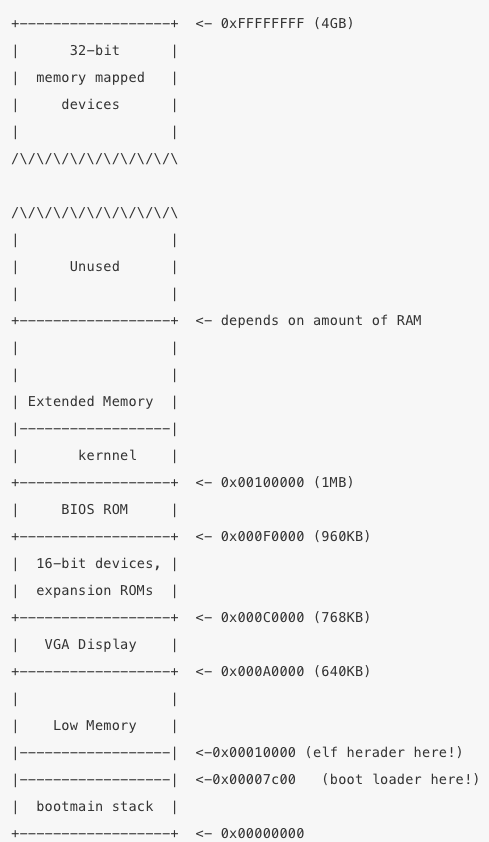 +------------------+  <- 0xFFFFFFFF (4GB)
|      32-bit      |
|  memory mapped   |
|     devices      |
|                  |
/\/\/\/\/\/\/\/\/\/\

/\/\/\/\/\/\/\/\/\/\
|                  |
|      Unused      |
|                  |
+------------------+  <- depends on amount of RAM
|                  |
|                  |
| Extended Memory  |
|------------------|
|       kernnel    |
+------------------+  <- 0x00100000 (1MB)
|     BIOS ROM     |
+------------------+  <- 0x000F0000 (960KB)
|  16-bit devices, |
|  expansion ROMs  |
+------------------+  <- 0x000C0000 (768KB)
|   VGA Display    |
+------------------+  <- 0x000A0000 (640KB)
|                  |
|    Low Memory    |
|------------------|  <-0x00010000 (elf herader here!)
|------------------|  <-0x00007c00   (boot loader here!)
|  bootmain stack  |
+------------------+  <- 0x00000000